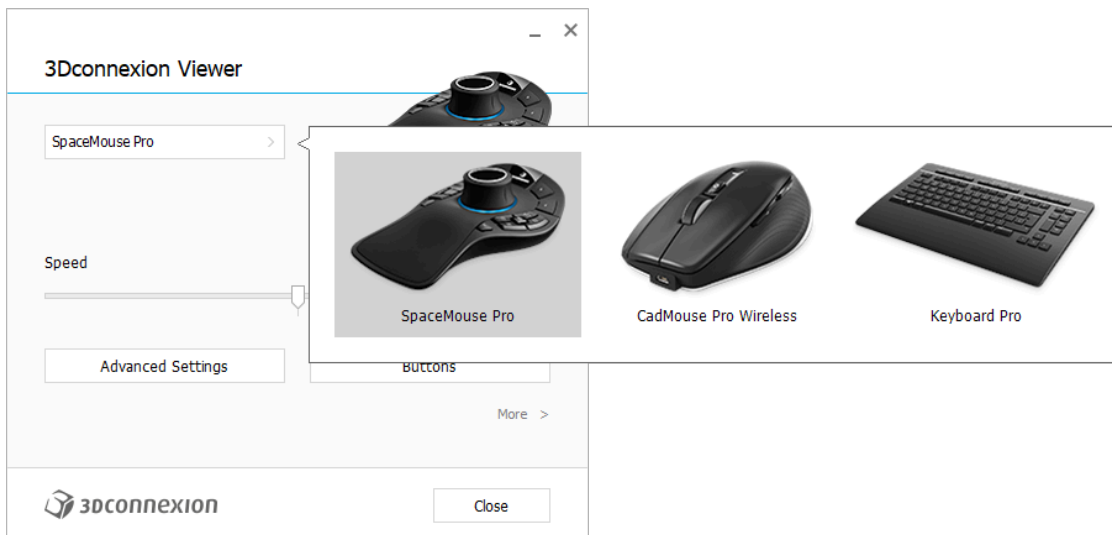 3Dconnexion Viewer
SpaceMouse Pro
SpaceMouse Pro
CadMouse Pro Wireless
Keyboard Pro
Speed
Advanced Settings
Buttons
More >
3Dconnexion
Close